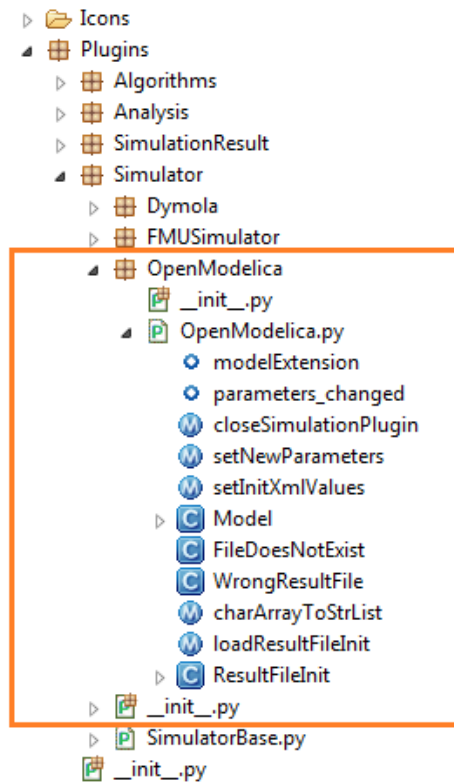 Icons
Plugins
Algorithms
Analysis
SimulationResult
Simulator
Dymola
FMUSimulator
OpenModelica
__init__.py
OpenModelica.py
modelExtension
parameters_changed
closeSimulationPlugin
setNewParameters
setInitXmlValues
Model
FileDoesNotExist
WrongResultFile
charArrayToStrList
loadResultFileInit
ResultFileInit
__init__.py
SimulatorBase.py
__init__.py